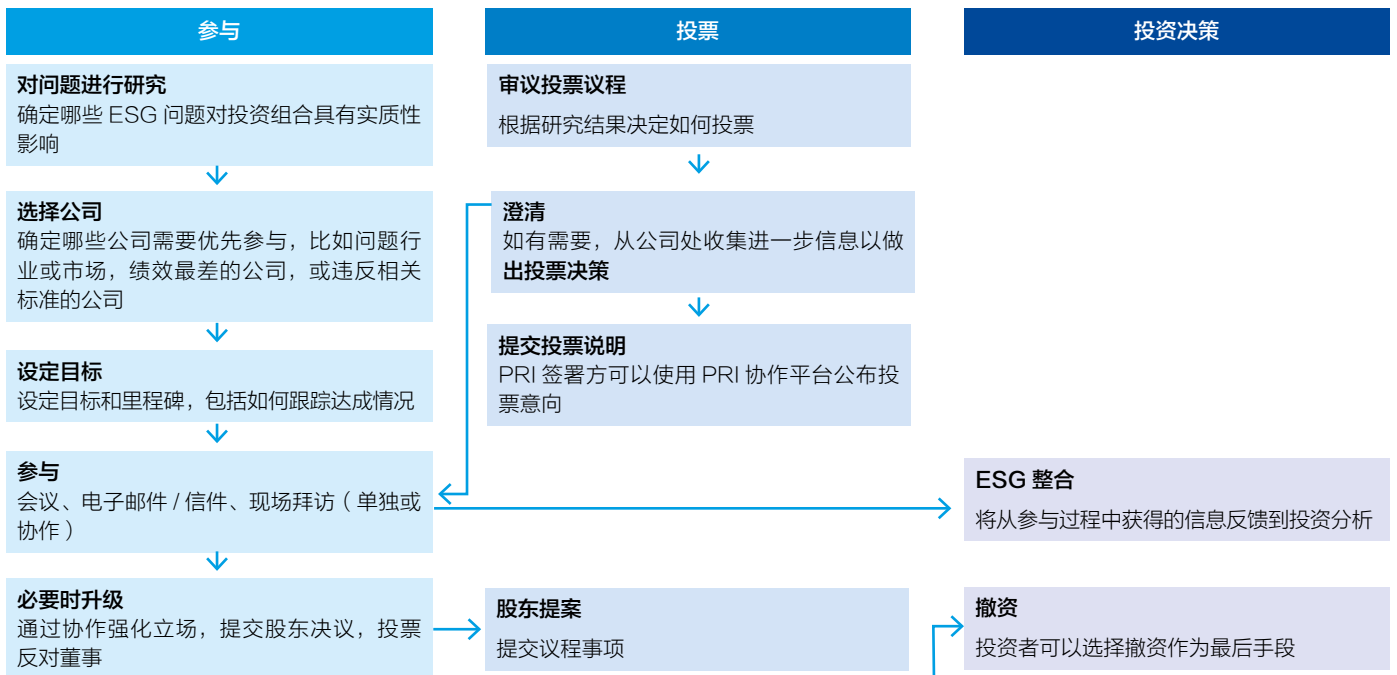 参与
对问题进行研究
确定哪些 ESG 问题对投资组合具有实质性
影响
选择公司
确定哪些公司需要优先参与，比如问题行
业或市场，绩效最差的公司，或违反相关
标准的公司
设定目标
设定目标和里程碑，包括如何跟踪达成情况
参与
会议、电子邮件 / 信件、现场拜访（单独或
协作）
必要时升级
通过协作强化立场，提交股东决议，投票
反对董事
投票
审议投票议程
根据研究结果决定如何投票
澄清
如有需要，从公司处收集进一步信息以做
出投票决策
提交投票说明
PRI 签署方可以使用 PRI 协作平台公布投
票意向
股东提案
提交议程事项
投资决策
ESG 整合
将从参与过程中获得的信息反馈到投资分析
撤资
投资者可以选择撤资作为最后手段